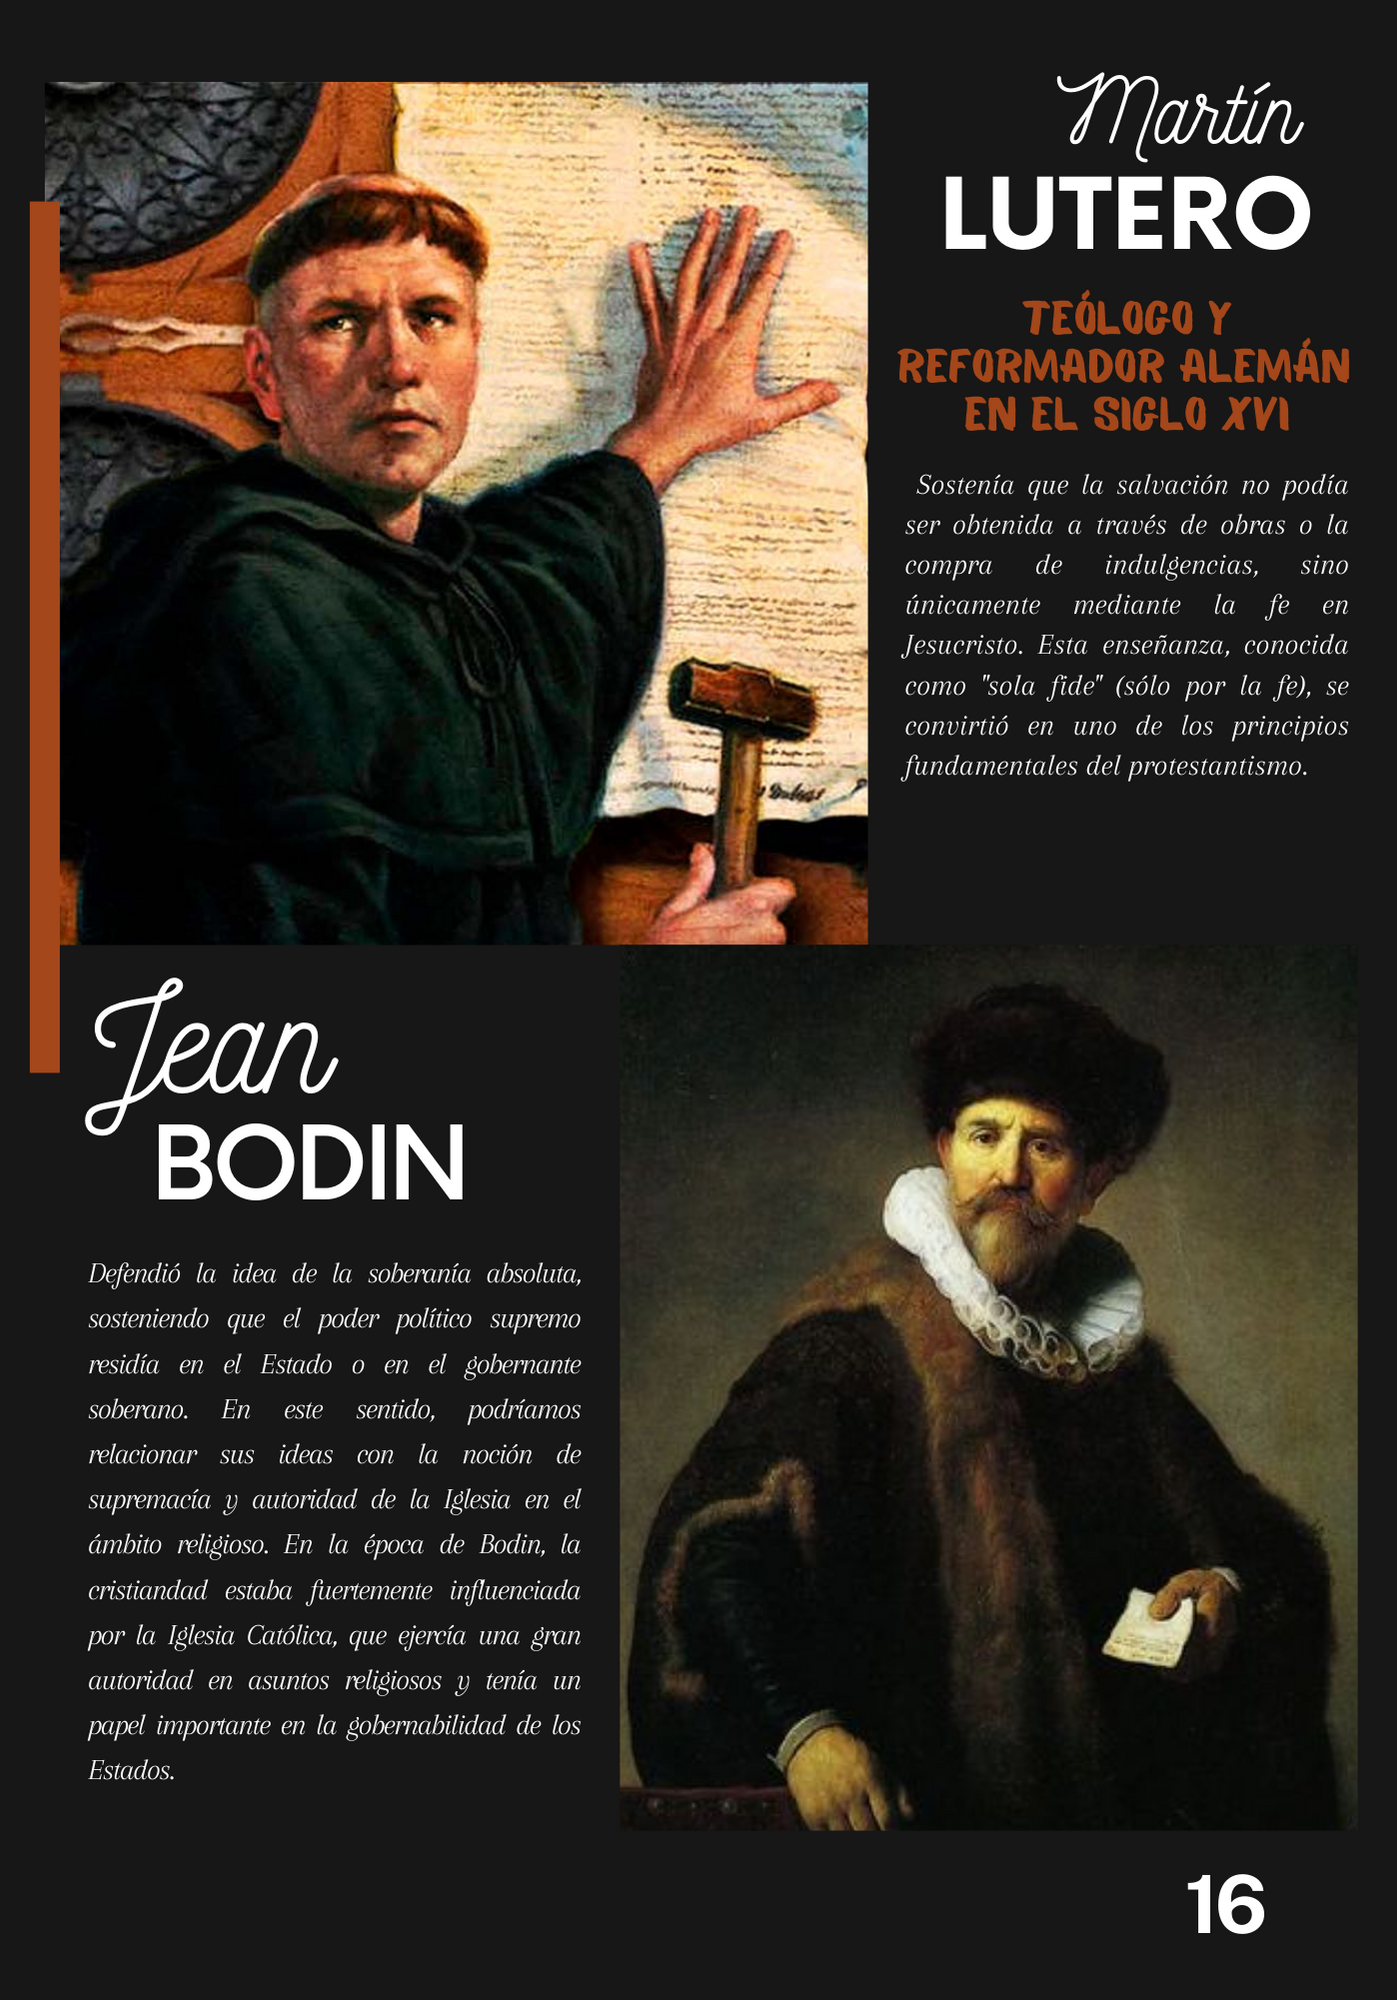 Martín
LUTERO
TEÓLOGO Y
REFORMADOR ALEMÁN
EN EL SIGLO XVI
Sostenía que la salvación no podía
ser obtenida a través de obras o la
compra de indulgencias, sino
únicamente mediante la fe en
Jesucristo. Esta enseñanza, conocida
como "sola fide" (sólo por la fe), se
convirtió en uno de los principios
fundamentales del protestantismo.
Jean
BODIN
Defendió la idea de la soberanía absoluta,
sosteniendo que el poder político supremo
residía en el Estado o en el gobernante
soberano. En este sentido, podríamos
relacionar sus ideas con la noción de
supremacía y autoridad de la Iglesia en el
ámbito religioso. En la época de Bodin, la
cristiandad estaba fuertemente influenciada
por la Iglesia Católica, que ejercía una gran
autoridad en asuntos religiosos y tenía un
papel importante en la gobernabilidad de los
Estados.
16